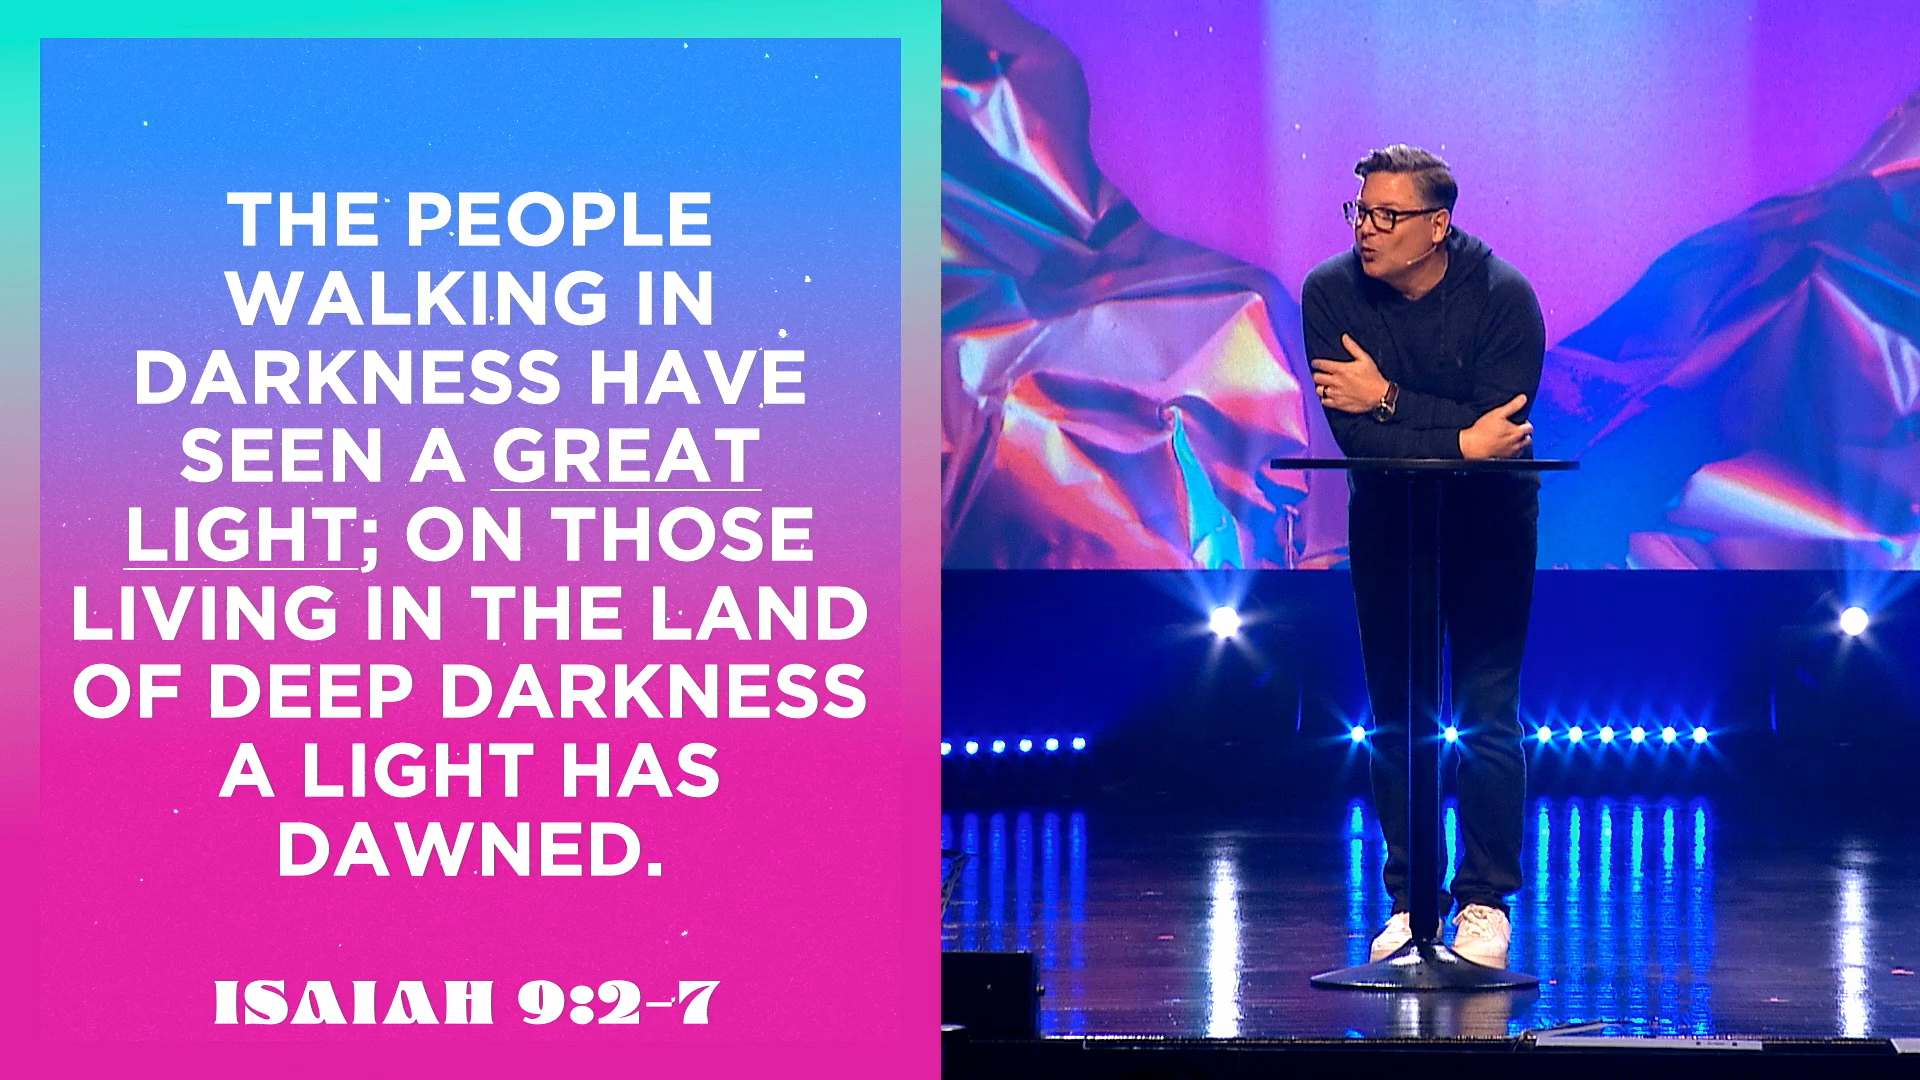 THE PEOPLE
WALKING IN
DARKNESS HAVE
SEEN A GREAT
LIGHT; ON THOSE
LIVING IN THE LAND
OF DEEP DARKNESS
A LIGHT HAS
DAWNED.
ISAIAH 9:2-7